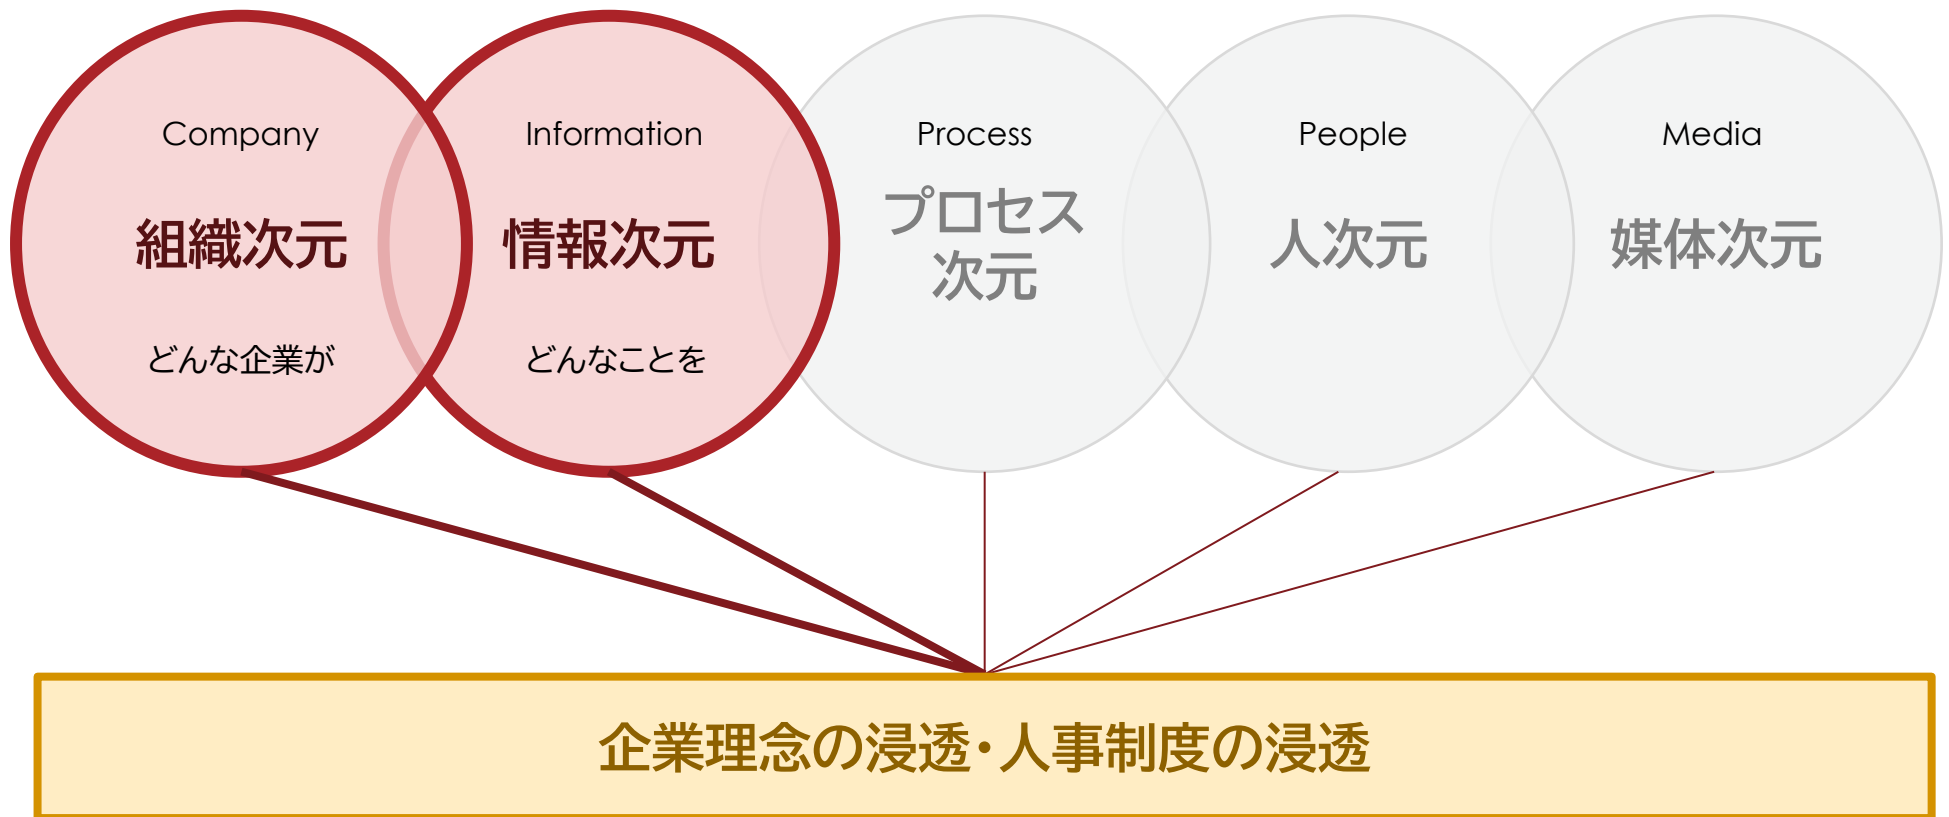 Company
組織次元
どんな企業が
Information
情報次元
どんなことを
Process
プロセス
次元
People
人次元
Media
媒体次元
企業理念の浸透・人事制度の浸透